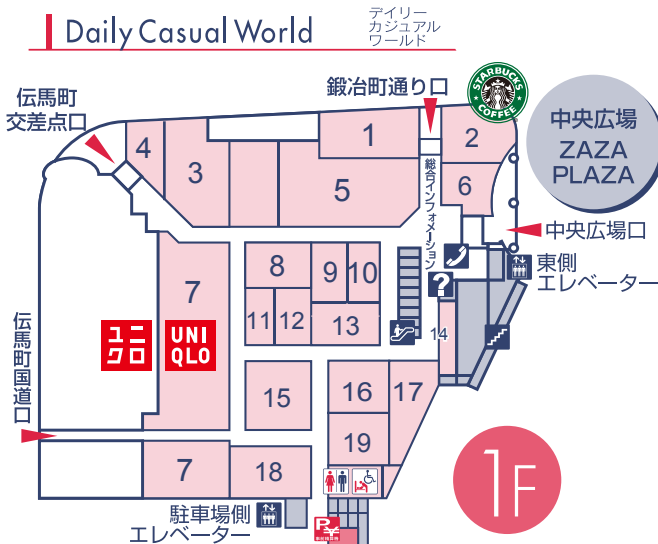 Daily Casual World
デイリー
カジュアル
ワールド
伝馬町
交差点口
鍛冶町通り口
STARBUCKS
COFFEE
中央広場
ZAZA
PLAZA
1
2
3
4
5
6
総合インフォメーション
中央広場口
東側
エレベーター
?
7
8
9
10
11
12
13
14
ユニ
クロ
UNI
QLO
伝馬町国道口
15
16
17
19
7
18
1F
駐車場側
エレベーター
P¥